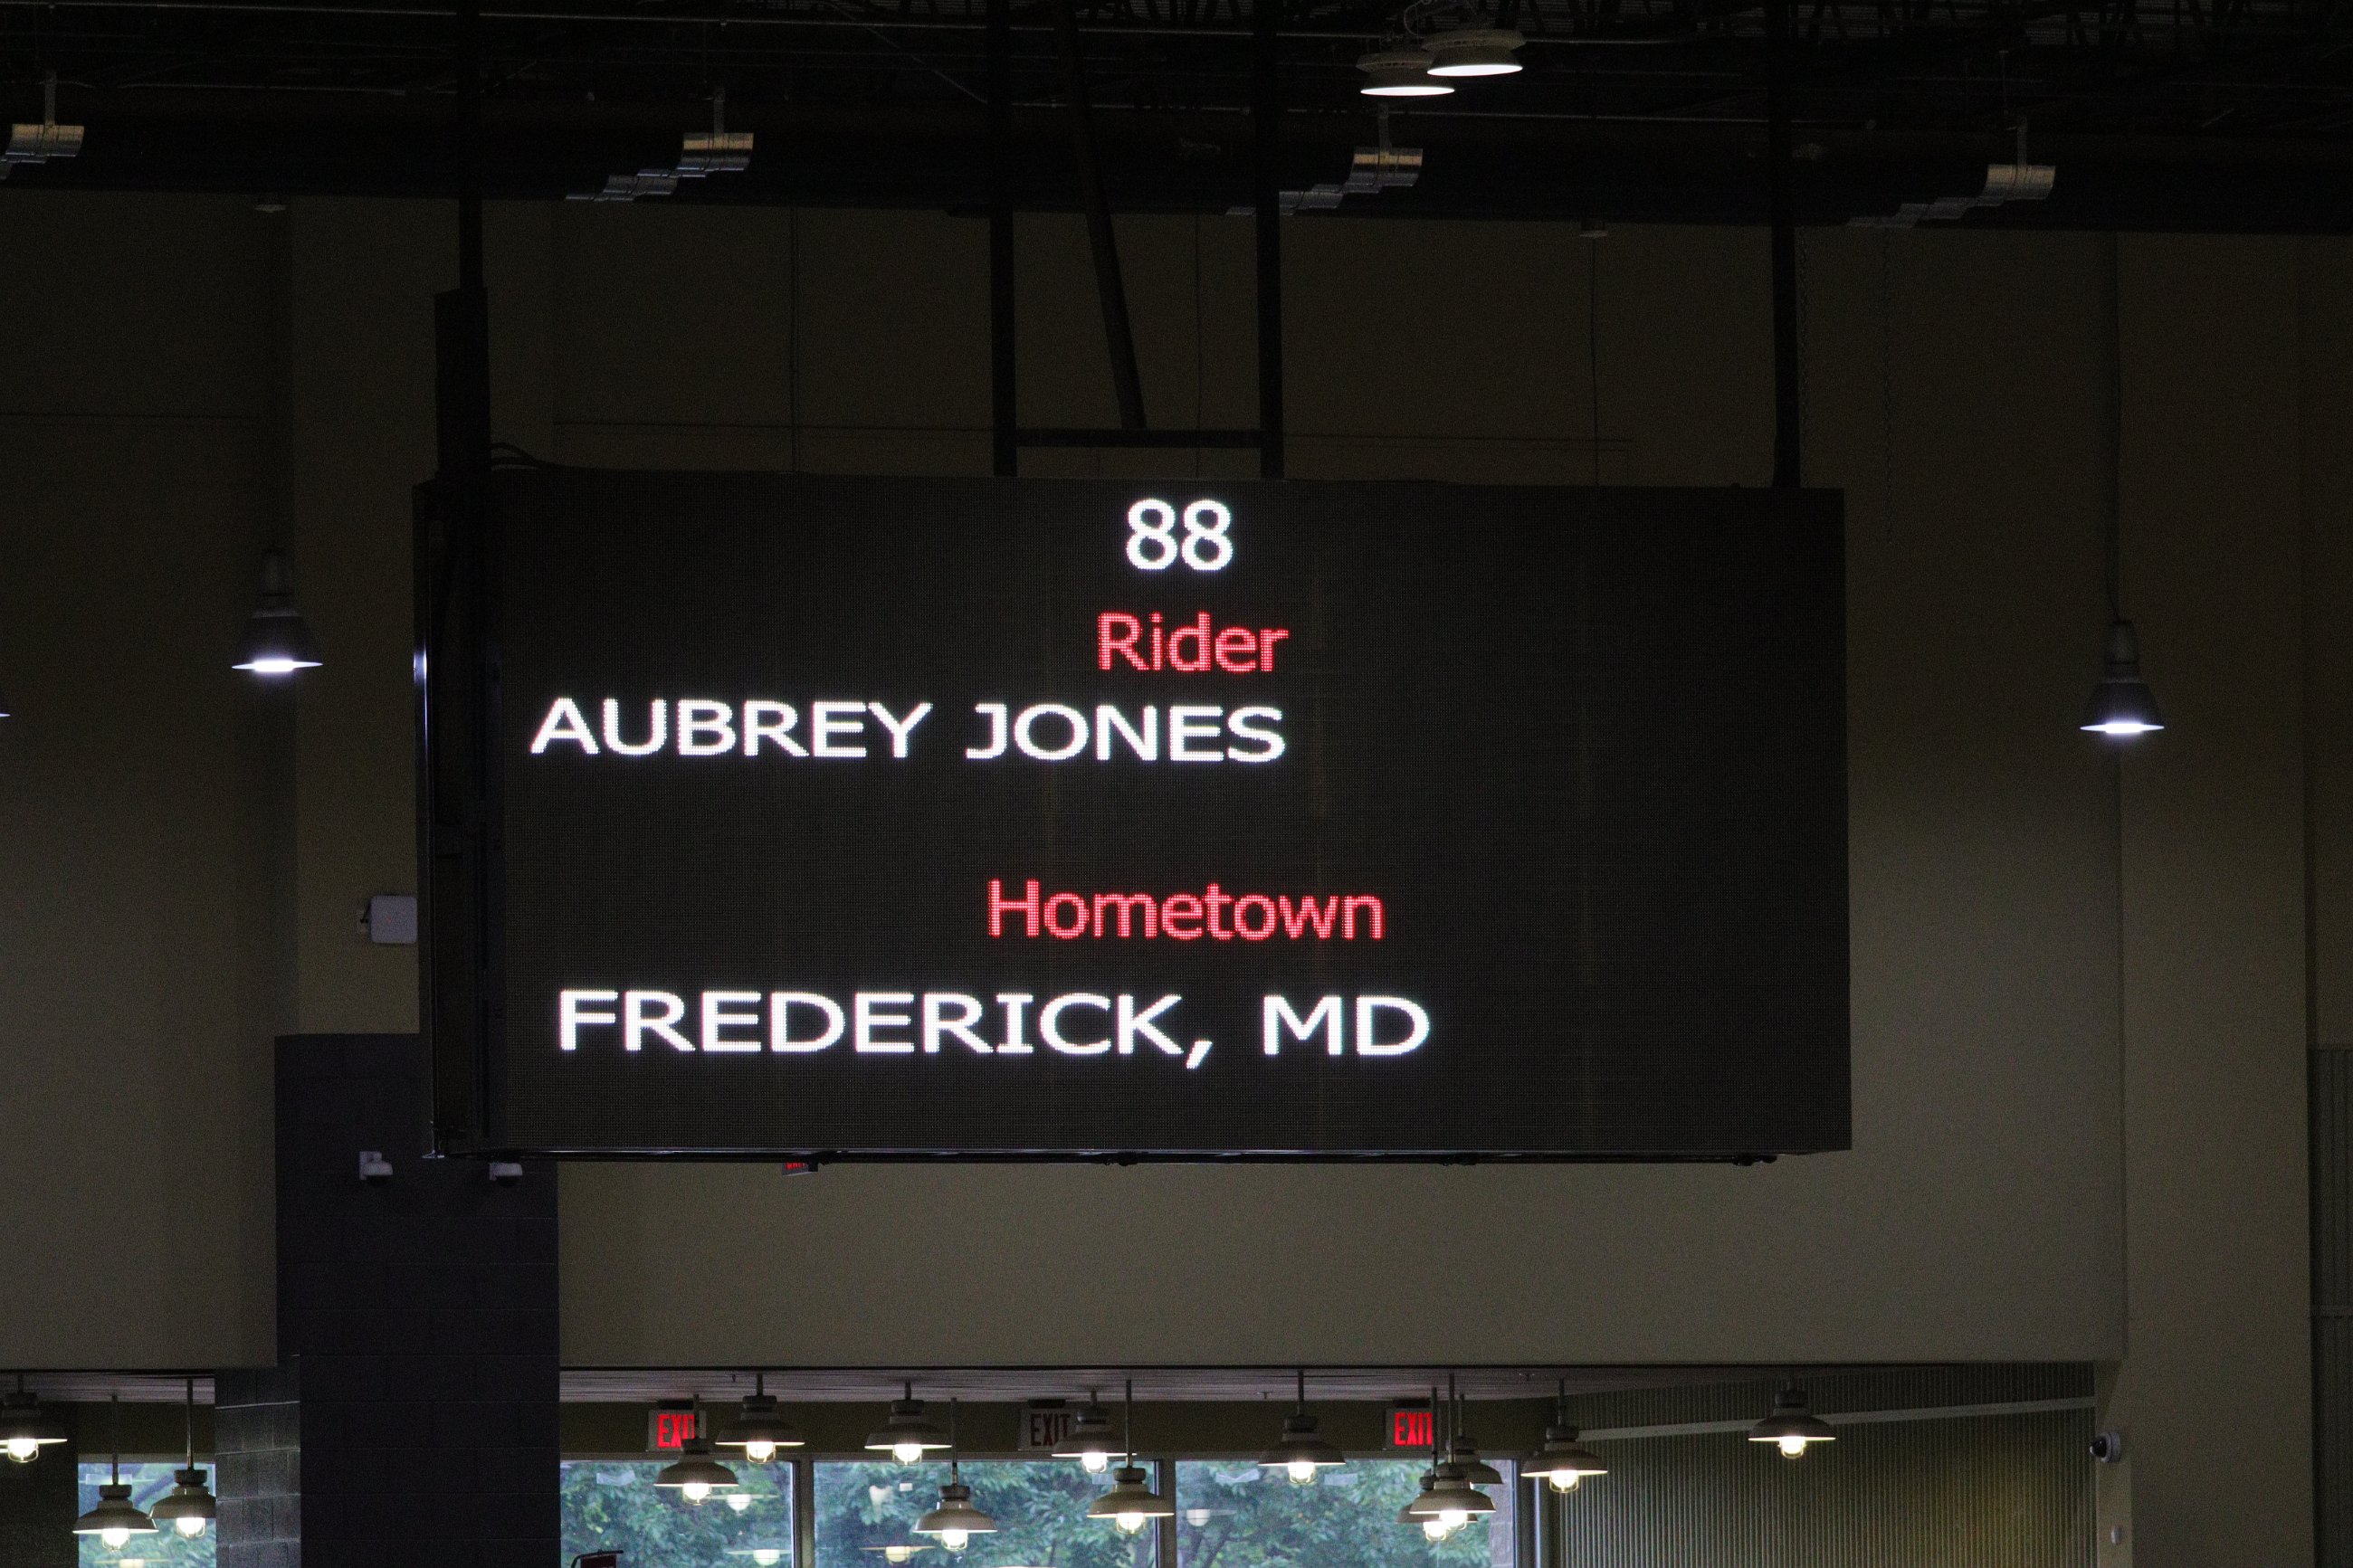 88
Rider
AUBREY JONES
Hometown
FREDERICK, MD
EXIT
EXIT
EXIT